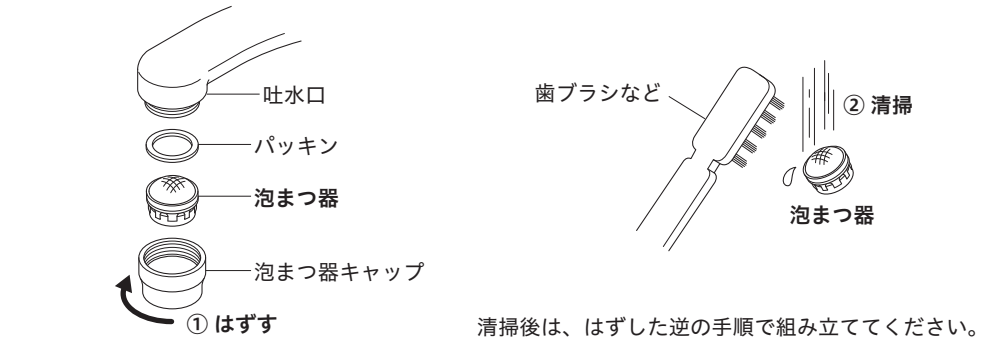 吐水口
パッキン
泡まつ器
泡まつ器キャップ
① はずす
歯ブラシなど
② 清掃
泡まつ器
清掃後は、はずした逆の手順で組み立ててください。